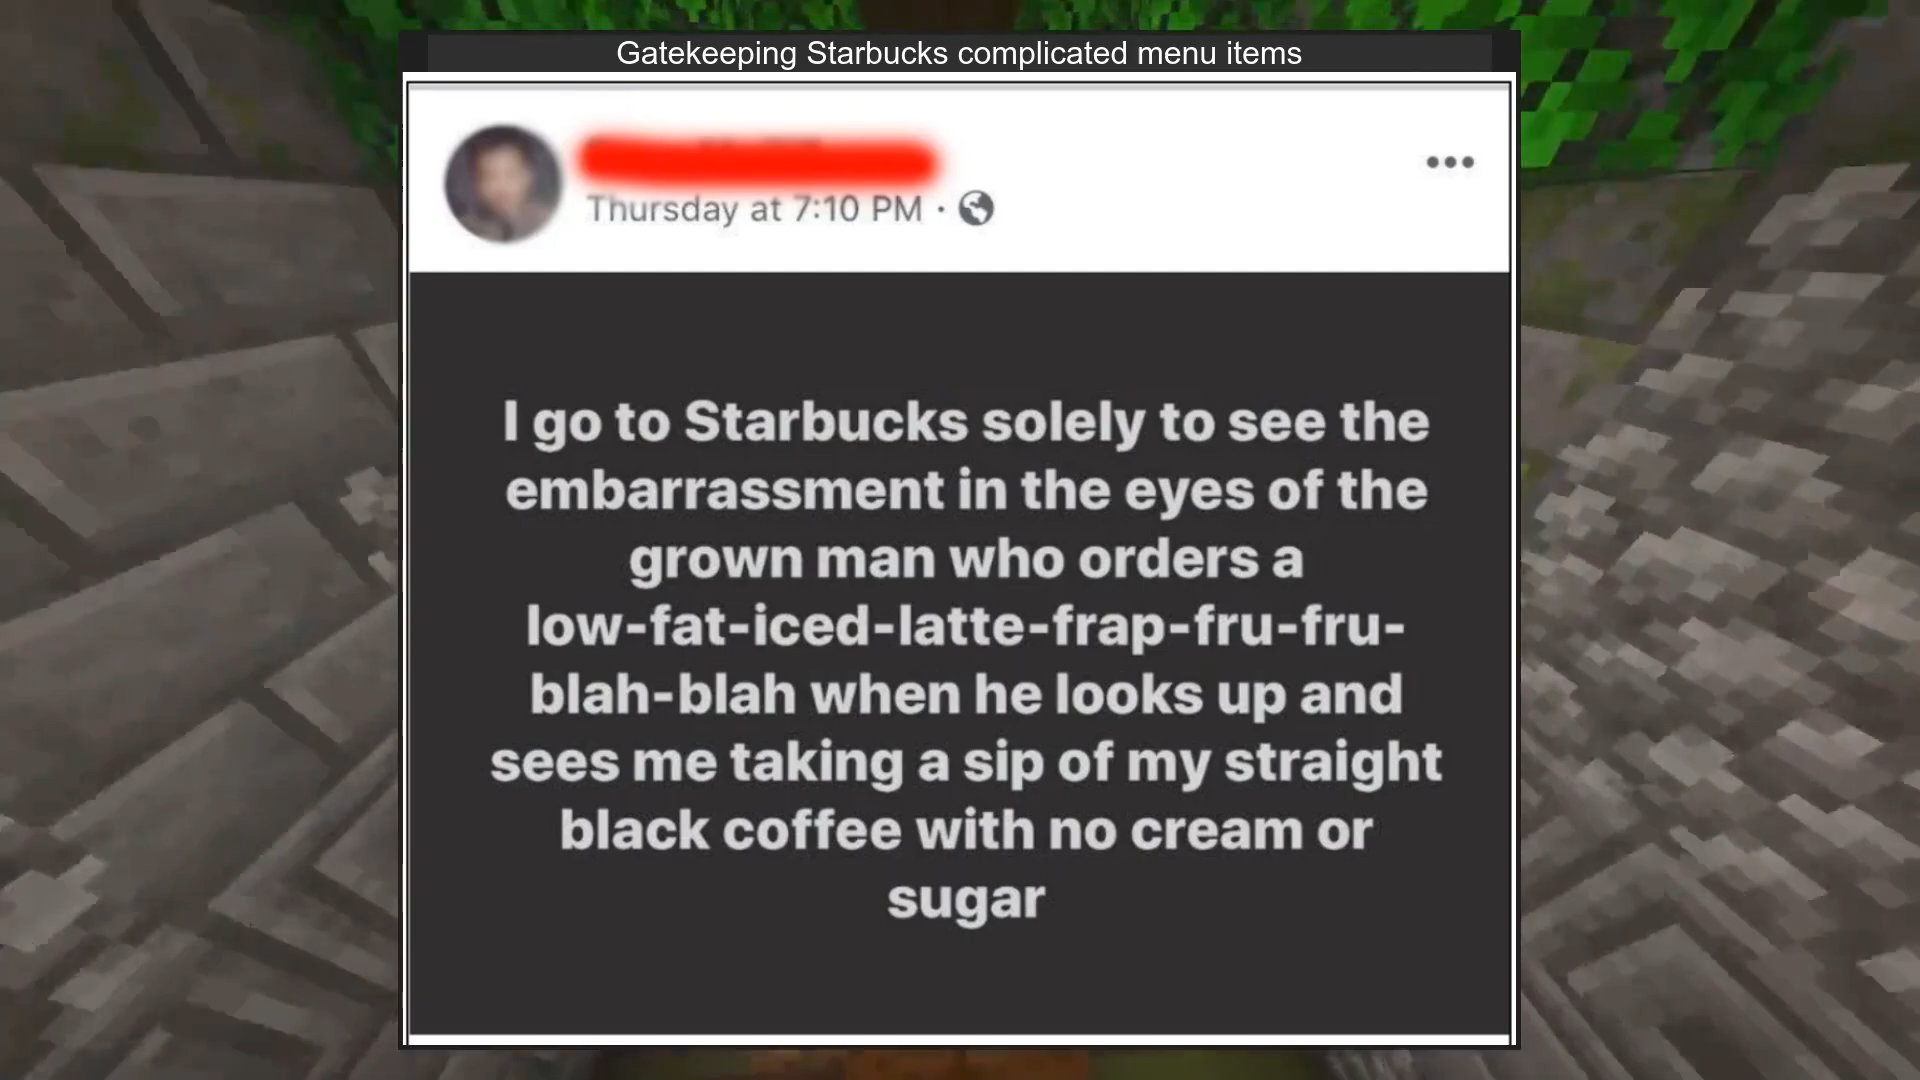 Gatekeeping Starbucks complicated menu items
Thursday at 7:10 PM ·
I go to Starbucks solely to see the
embarrassment in the eyes of the
grown man who orders a
low-fat-iced-latte-frap-fru-fru-
blah-blah when he looks up and
sees me taking a sip of my straight
black coffee with no cream or
sugar